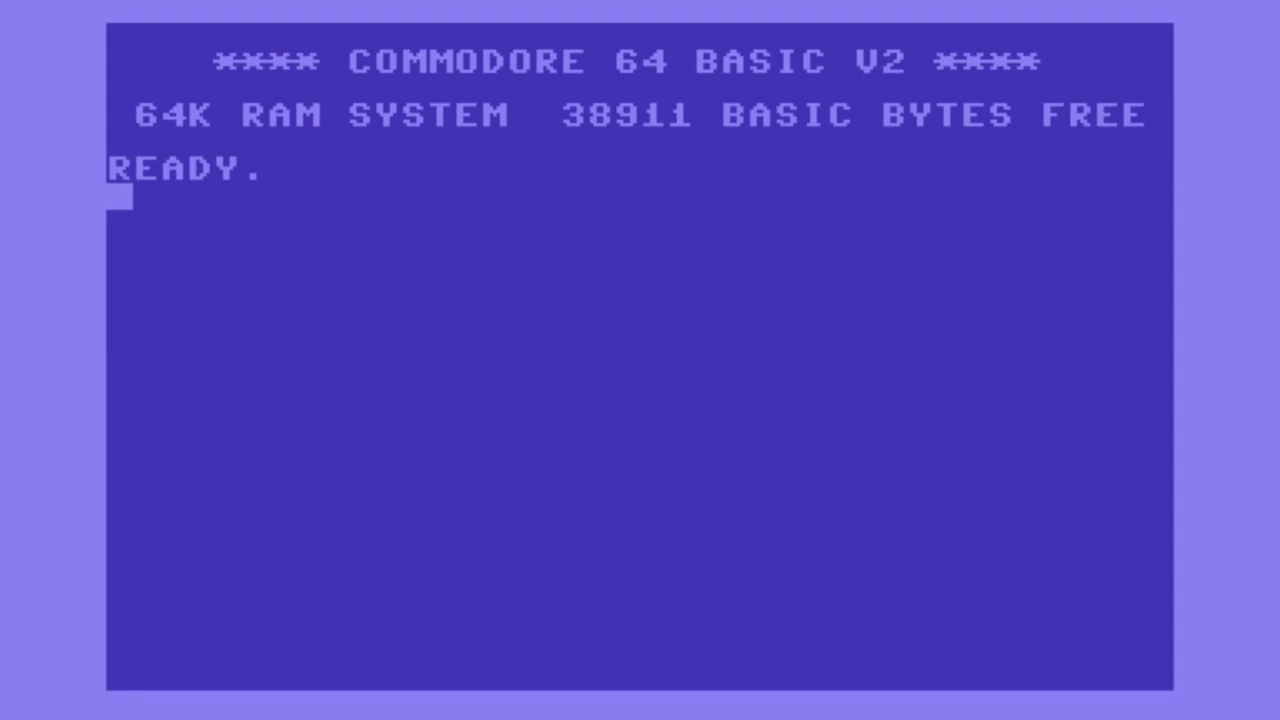 **** COMMODORE 64 BASIC V2 ****
64K RAM SYSTEM  38911 BASIC BYTES FREE
READY.